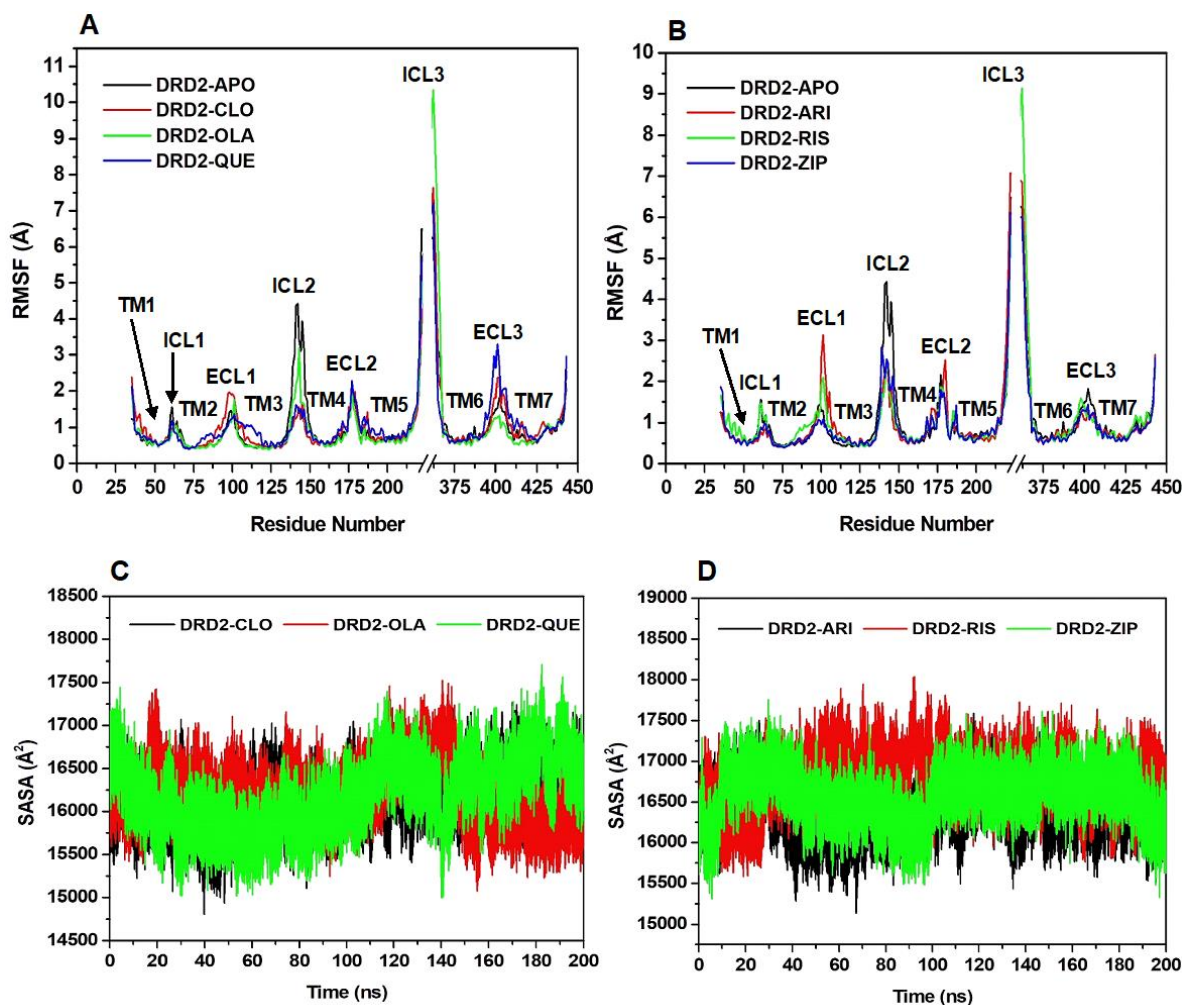 A
DRD2-APO
DRD2-CLO
DRD2-OLA
DRD2-QUE
ICL3
TM1
ICL1
TM2
ECL1
TM3
ICL2
TM4
ECL2
TM5
TM6
ECL3
TM7
RMSF (Å)
11
10
9
8
7
6
5
4
3
2
1
0
0 25 50 75 100 125 150 175 200 375 400 425 450
Residue Number
B
DRD2-APO
DRD2-ARI
DRD2-RIS
DRD2-ZIP
ICL3
TM1
ICL1
TM2
ECL1
TM3
ICL2
TM4
ECL2
TM5
TM6
ECL3
TM7
RMSF (Å)
10
9
8
7
6
5
4
3
2
1
0
0 25 50 75 100 125 150 175 200 375 400 425 450
Residue Number
C
DRD2-CLO DRD2-OLA DRD2-QUE
SASA (Å²)
18500
18000
17500
17000
16500
16000
15500
15000
14500
0 20 40 60 80 100 120 140 160 180 200
Time (ns)
D
DRD2-ARI DRD2-RIS DRD2-ZIP
SASA (Å²)
19000
18500
18000
17500
17000
16500
16000
15500
15000
0 20 40 60 80 100 120 140 160 180 200
Time (ns)